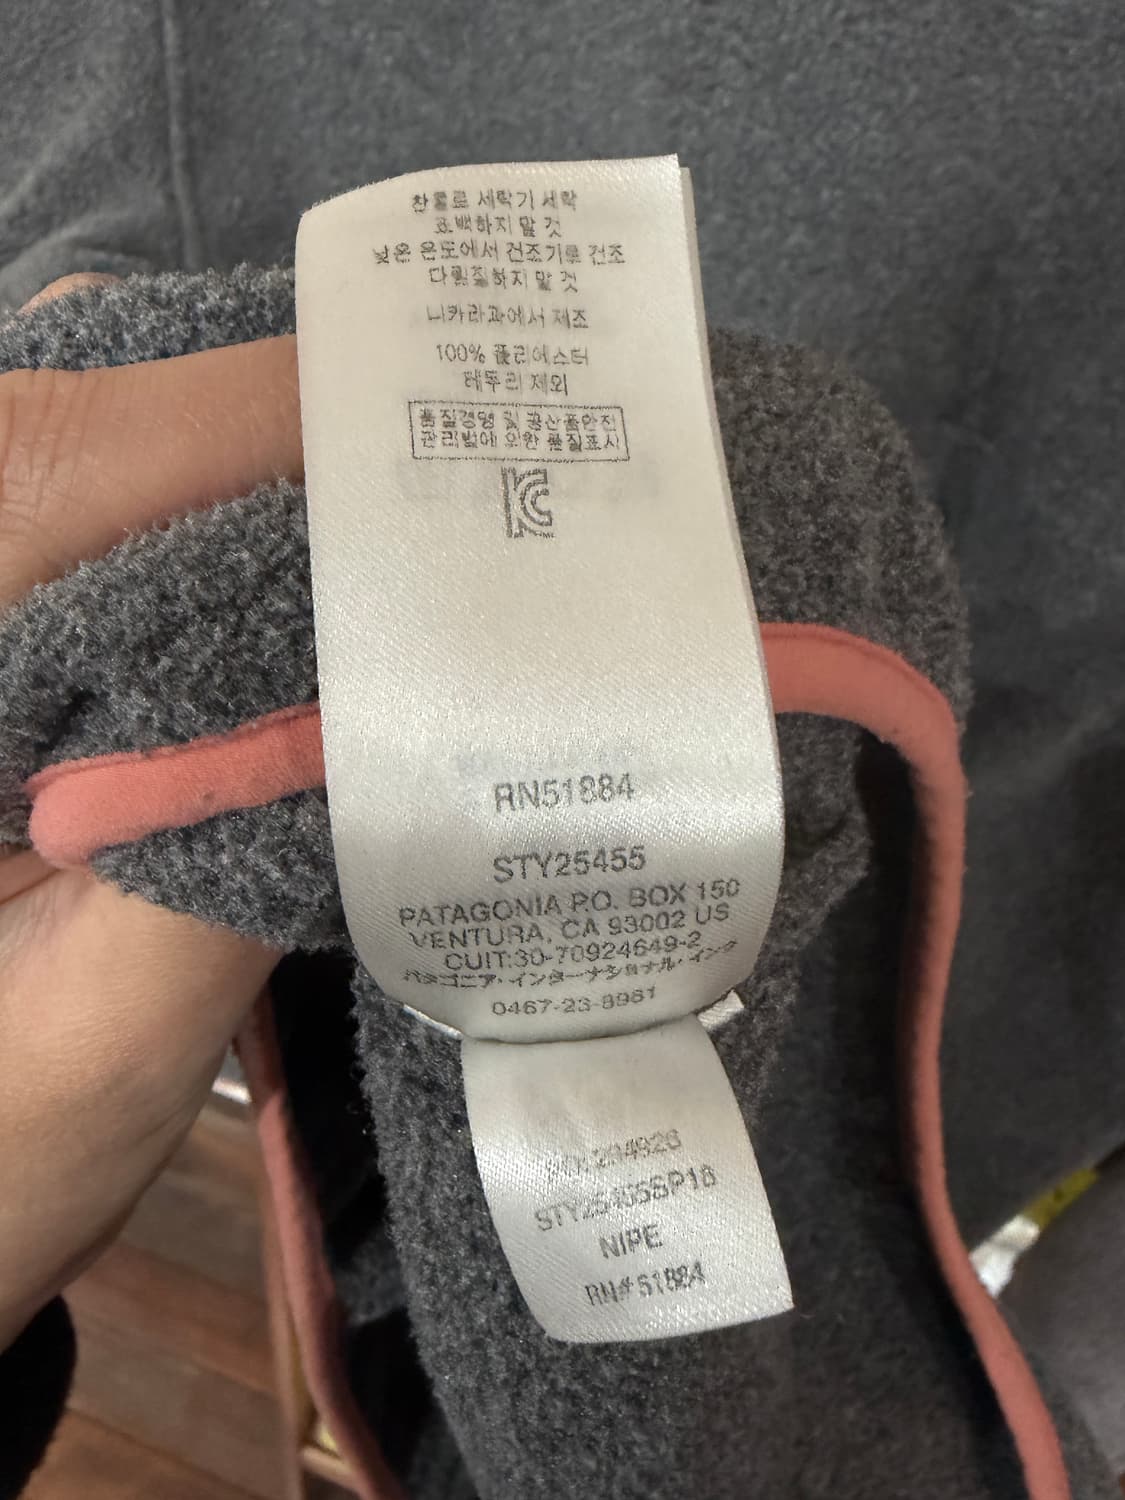 찬물로 세탁기 세탁
표백하지 말 것
낮은 온도에서 건조기로 건조
다림질하지 말 것
니카라과에서 제조
100% 폴리에스터
테두리 제외
품질경영 및 공산품안전
관리법에 의한 품질표시
KC
RN51884
STY25455
PATAGONIA P.O. BOX 150
VENTURA, CA 93002 US
CUIT:30-70924649-2
パタゴニア・インターナショナル・インク
0467-23-8961
204926
STY25455SP16
NIPE
RN# 51884